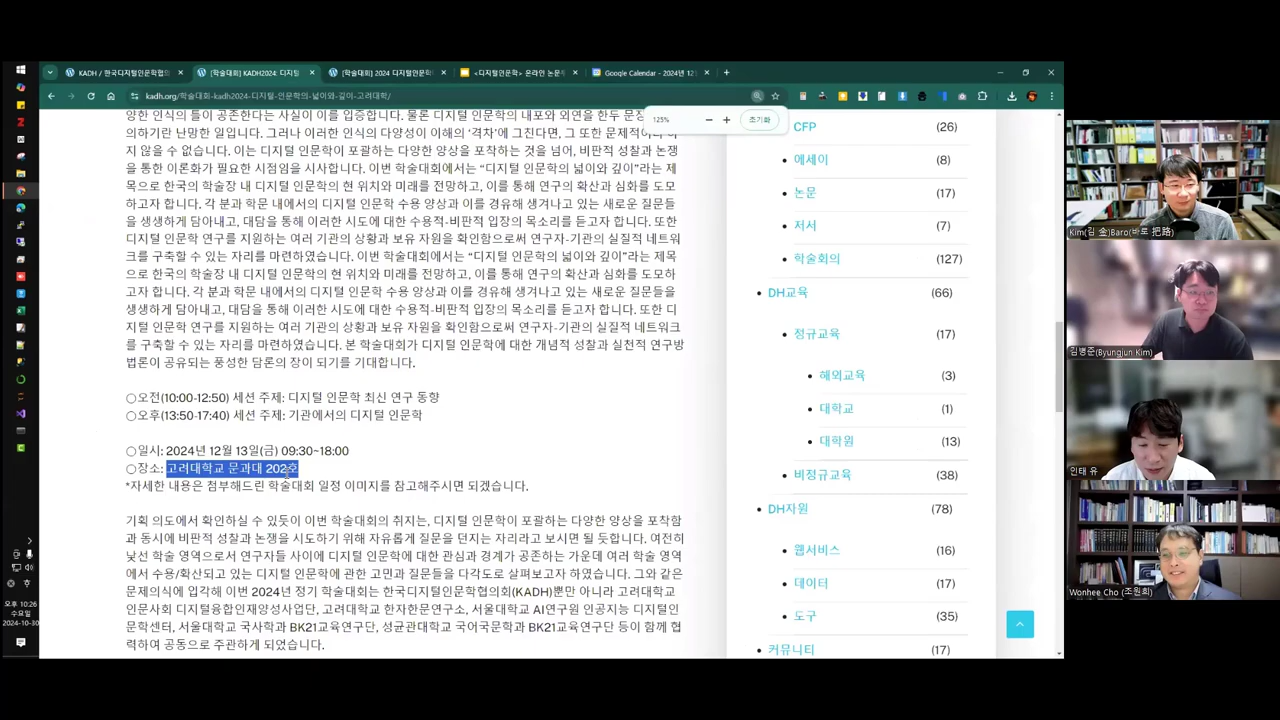 KADH / 한국디지털인문학협의
[학술대회] KADH2024: 디지털
[학술대회] 2024 디지털인문학
<디지털인문학> 온라인 논문
Google Calendar - 2024년 12
kadh.org/학술대회-kadh2024-디지털-인문학의-넓이와-깊이-고려대학/
125%
초기화
양한 인식의 틀이 공존한다는 사실이 이를 입증합니다. 물론 디지털 인문학의 내포와 외연을 한두 문장
의하기란 난망한 일입니다. 그러나 이러한 인식의 다양성이 이해의 '격차'에 그친다면, 그 또한 문제적이라 하
지 않을 수 없습니다. 이는 디지털 인문학이 포괄하는 다양한 양상을 포착하는 것을 넘어, 비판적 성찰과 논쟁
을 통한 이론화가 필요한 시점임을 시사합니다. 이번 학술대회에서는 “디지털 인문학의 넓이와 깊이”라는 제
목으로 한국의 학술장 내 디지털 인문학의 현 위치와 미래를 전망하고, 이를 통해 연구의 확산과 심화를 도모
하고자 합니다. 각 분과 학문 내에서의 디지털 인문학 수용 양상과 이를 경유해 생겨나고 있는 새로운 질문들
을 생생하게 담아내고, 대담을 통해 이러한 시도에 대한 수용적-비판적 입장의 목소리를 듣고자 합니다. 또한
디지털 인문학 연구를 지원하는 여러 기관의 상황과 보유 자원을 확인함으로써 연구자-기관의 실질적 네트워
크를 구축할 수 있는 자리를 마련하였습니다. 이번 학술대회에서는 “디지털 인문학의 넓이와 깊이”라는 제목
으로 한국의 학술장 내 디지털 인문학의 현 위치와 미래를 전망하고, 이를 통해 연구의 확산과 심화를 도모하
고자 합니다. 각 분과 학문 내에서의 디지털 인문학 수용 양상과 이를 경유해 생겨나고 있는 새로운 질문들을
생생하게 담아내고, 대담을 통해 이러한 시도에 대한 수용적-비판적 입장의 목소리를 듣고자 합니다. 또한 디
지털 인문학 연구를 지원하는 여러 기관의 상황과 보유 자원을 확인함으로써 연구자-기관의 실질적 네트워크
를 구축할 수 있는 자리를 마련하였습니다. 본 학술대회가 디지털 인문학에 대한 개념적 성찰과 실천적 연구방
법론이 공유되는 풍성한 담론의 장이 되기를 기대합니다.
○오전(10:00-12:50) 세션 주제: 디지털 인문학 최신 연구 동향
○오후(13:50-17:40) 세션 주제: 기관에서의 디지털 인문학
○일시: 2024년 12월 13일(금) 09:30~18:00
○장소: 고려대학교 문과대 202호
*자세한 내용은 첨부해드린 학술대회 일정 이미지를 참고해주시면 되겠습니다.
기획 의도에서 확인하실 수 있듯이 이번 학술대회의 취지는, 디지털 인문학이 포괄하는 다양한 양상을 포착함
과 동시에 비판적 성찰과 논쟁을 시도하기 위해 자유롭게 질문을 던지는 자리라고 보시면 될 듯합니다. 여전히
낯선 학술 영역으로서 연구자들 사이에 디지털 인문학에 대한 관심과 경계가 공존하는 가운데 여러 학술 영역
에서 수용/확산되고 있는 디지털 인문학에 관한 고민과 질문들을 다각도로 살펴보고자 하였습니다. 그와 같은
문제의식에 입각해 이번 2024년 정기 학술대회는 한국디지털인문학협의회(KADH)뿐만 아니라 고려대학교
인문사회 디지털융합인재양성사업단, 고려대학교 한자한문연구소, 서울대학교 AI연구원 인공지능 디지털인
문학센터, 서울대학교 국사학과 BK21교육연구단, 성균관대학교 국어국문학과 BK21교육연구단 등이 함께 협
력하여 공동으로 주관하게 되었습니다.
CFP (26)
에세이 (8)
논문 (17)
저서 (7)
학술회의 (127)
DH교육 (66)
정규교육 (17)
해외교육 (3)
대학교 (1)
대학원 (13)
비정규교육 (38)
DH자원 (78)
웹서비스 (16)
데이터 (17)
도구 (35)
커뮤니티 (17)
Kim(김 金)Baro(바로 把路)
김병준(Byungjun Kim)
인태 유
Wonhee Cho (조원희)
오후 10:26
수요일
2024-10-30